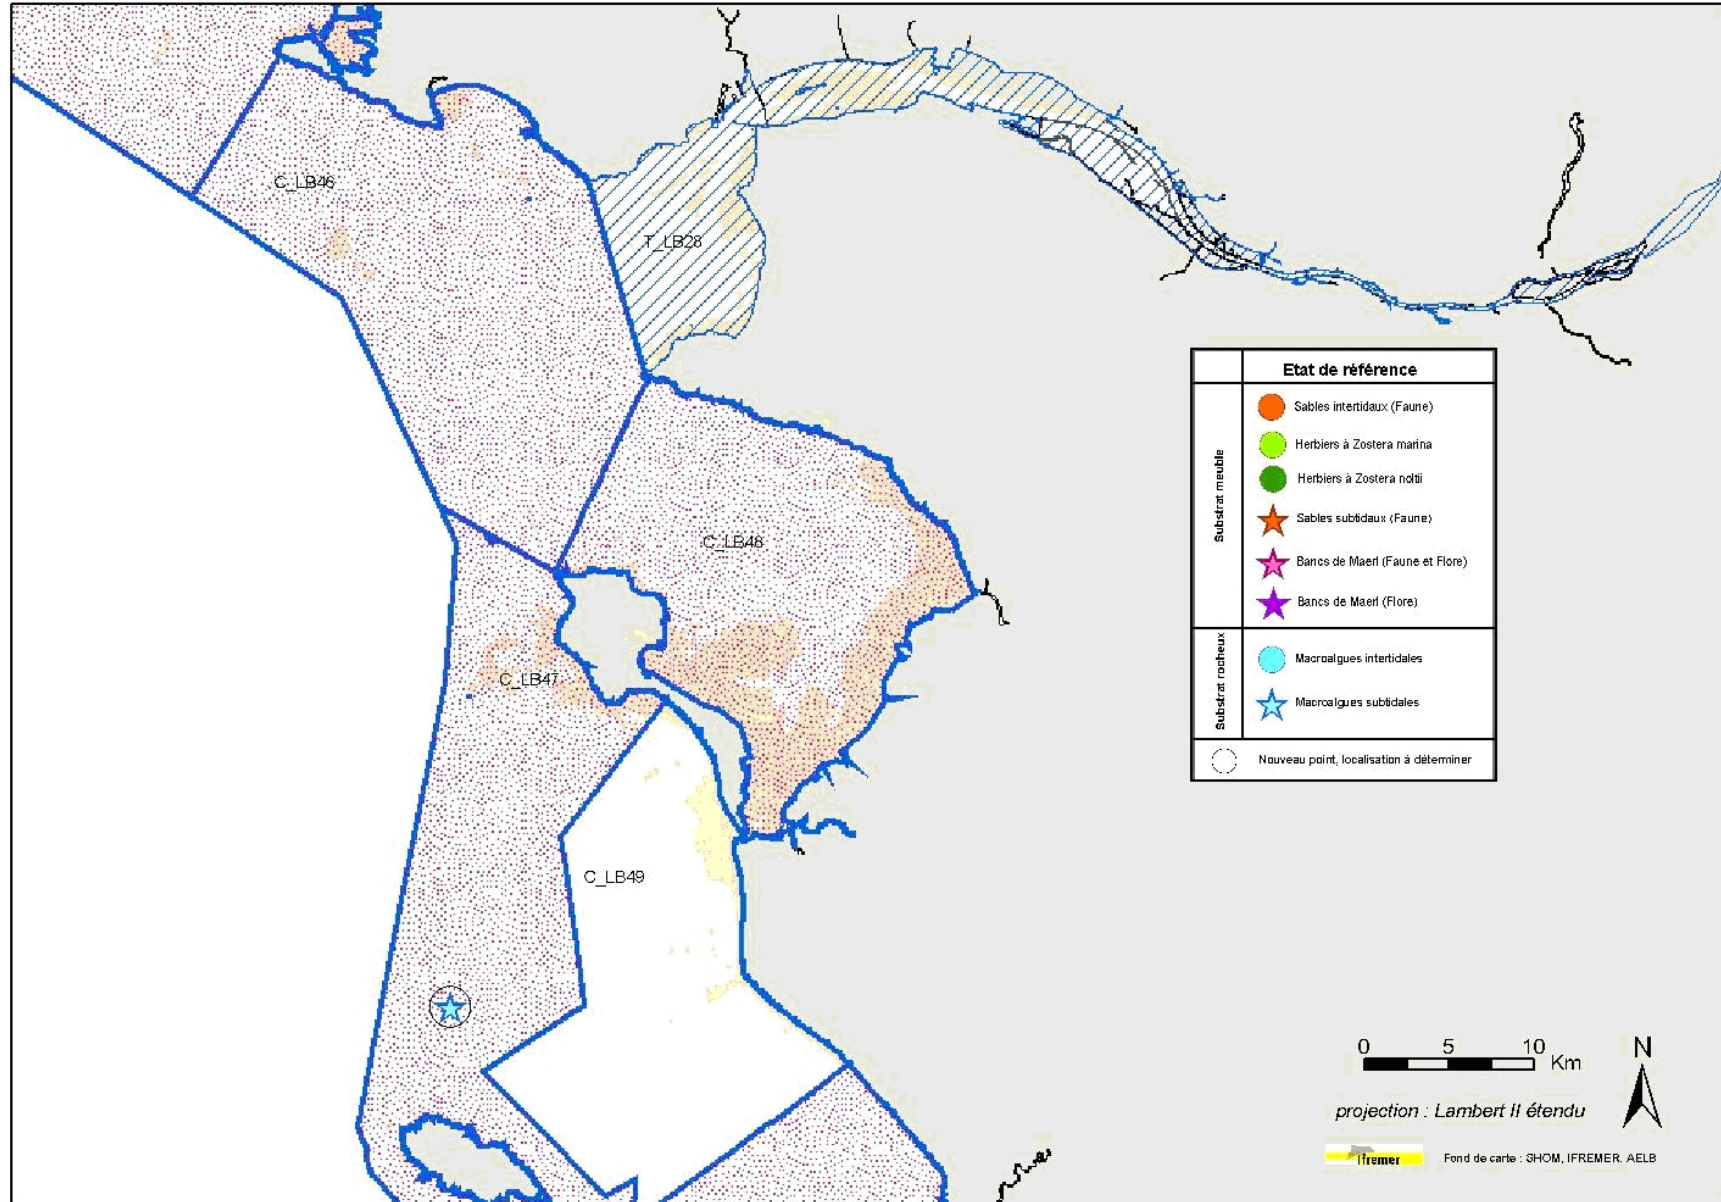 C_LB46
T_LB28
C_LB48
C_LB47
C_LB49
Etat de référence
Substrat meuble
Sables intertidaux (Faune)
Herbiers à Zostera marina
Herbiers à Zostera noltii
Sables subtidaux (Faune)
Bancs de Maerl (Faune et Flore)
Bancs de Maerl (Flore)
Substrat rocheux
Macroalgues intertidales
Macroalgues subtidales
Nouveau point, localisation à déterminer
0 5 10 Km
N
projection : Lambert II étendu
Ifremer
Fond de carte : SHOM, IFREMER. AELB